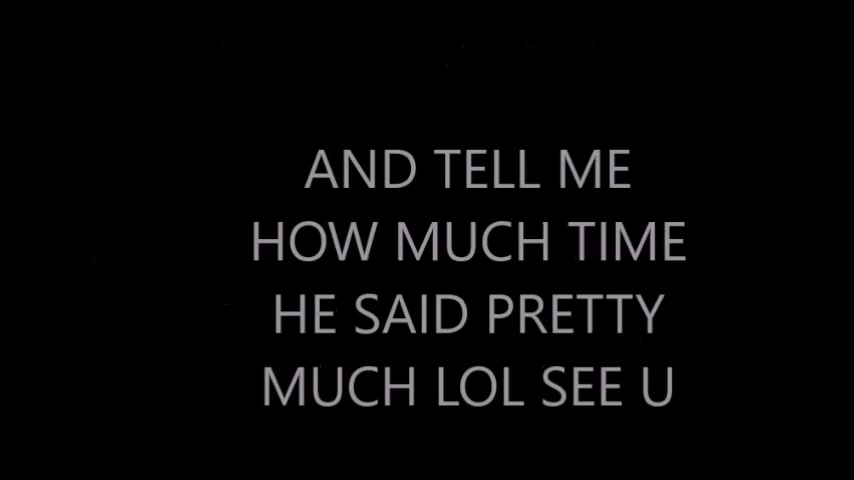 AND TELL ME
HOW MUCH TIME
HE SAID PRETTY
MUCH LOL SEE U